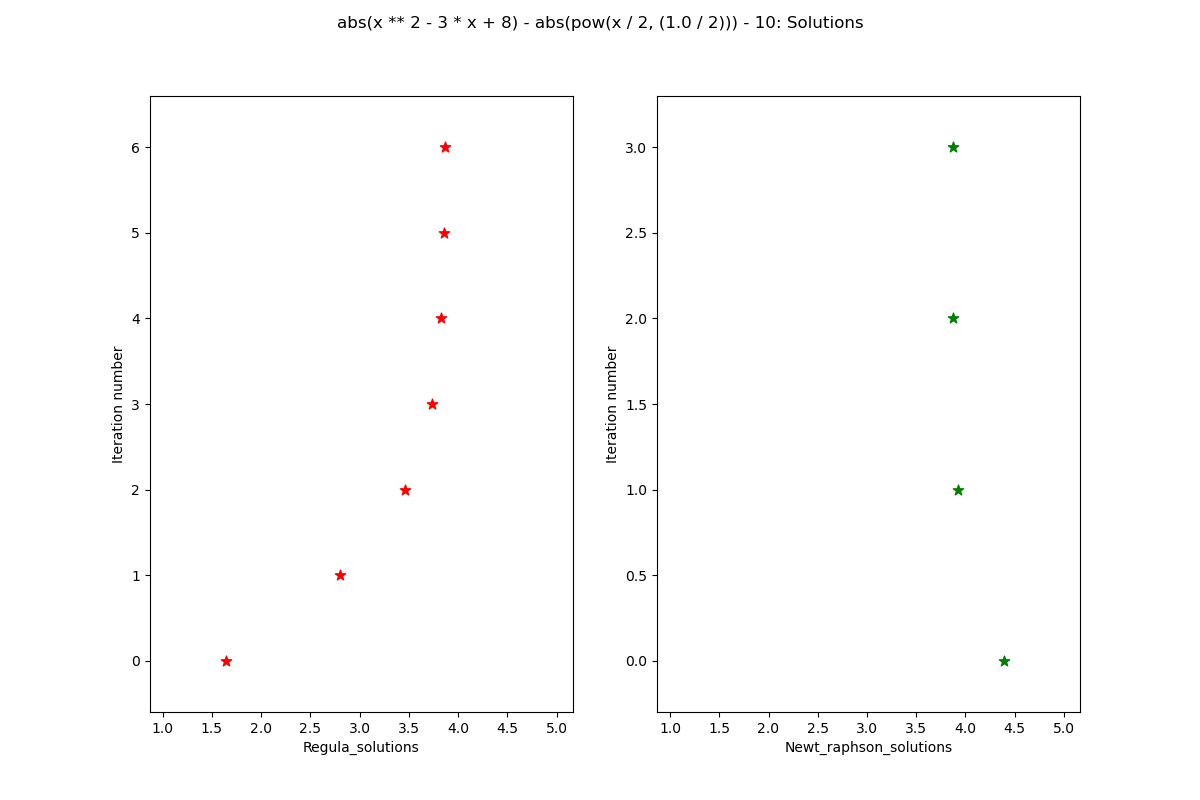 abs(x ** 2 - 3 * x + 8) - abs(pow(x / 2, (1.0 / 2))) - 10: Solutions
6
5
4
3
2
1
0
Iteration number
1.0 1.5 2.0 2.5 3.0 3.5 4.0 4.5 5.0
Regula_solutions
3.0
2.5
2.0
1.5
1.0
0.5
0.0
Iteration number
1.0 1.5 2.0 2.5 3.0 3.5 4.0 4.5 5.0
Newt_raphson_solutions